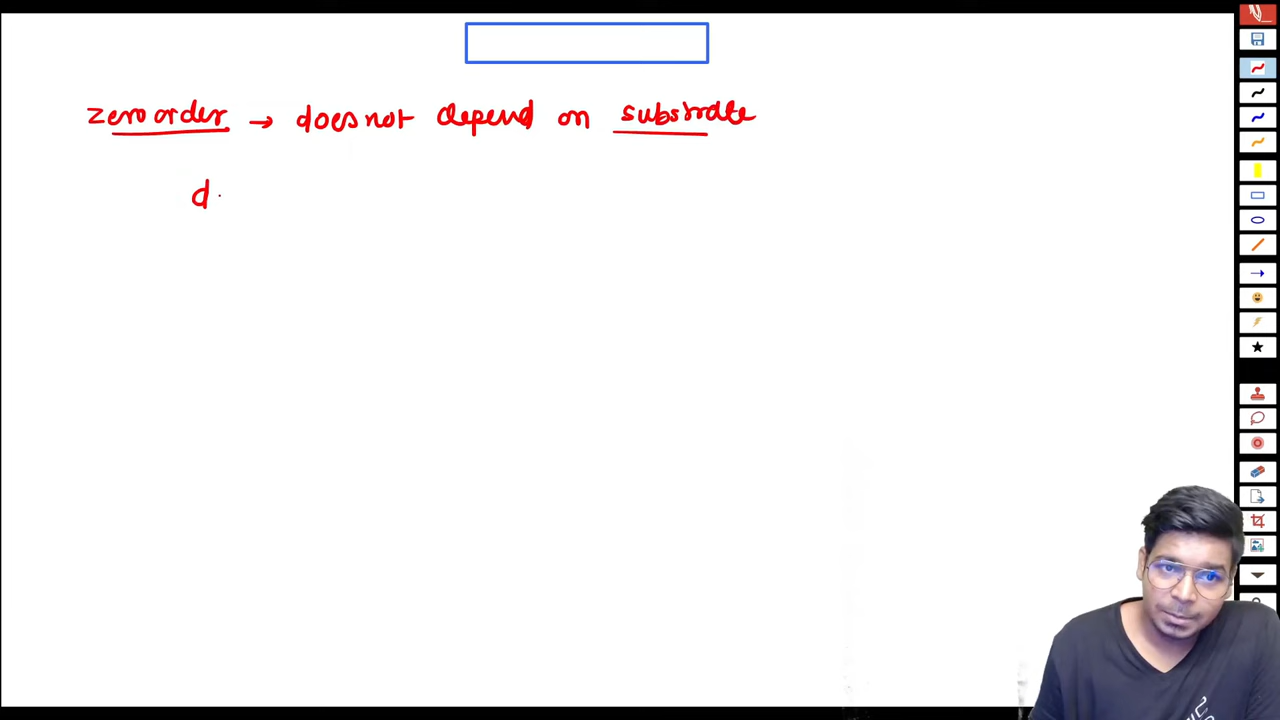 zero order → does not depend on substrate
d